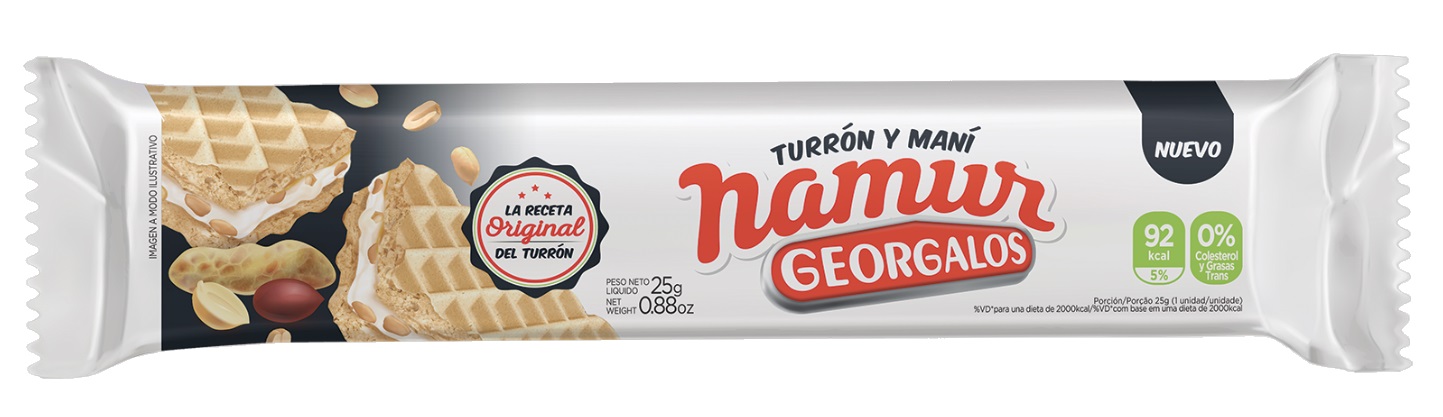 IMAGEN A MODO ILUSTRATIVO
LA RECETA
Original
DEL TURRÓN
PESO NETO
LIQUIDO 25g
NET
WEIGHT 0.88oz
TURRÓN Y MANÍ
namur
GEORGALOS
NUEVO
92
kcal
5%
0%
Colesterol
y Grasas
Trans
Porción/Porção 25g (1 unidad/unidade)
%VD*para una dieta de 2000kcal/%VD*com base em uma dieta de 2000kcal